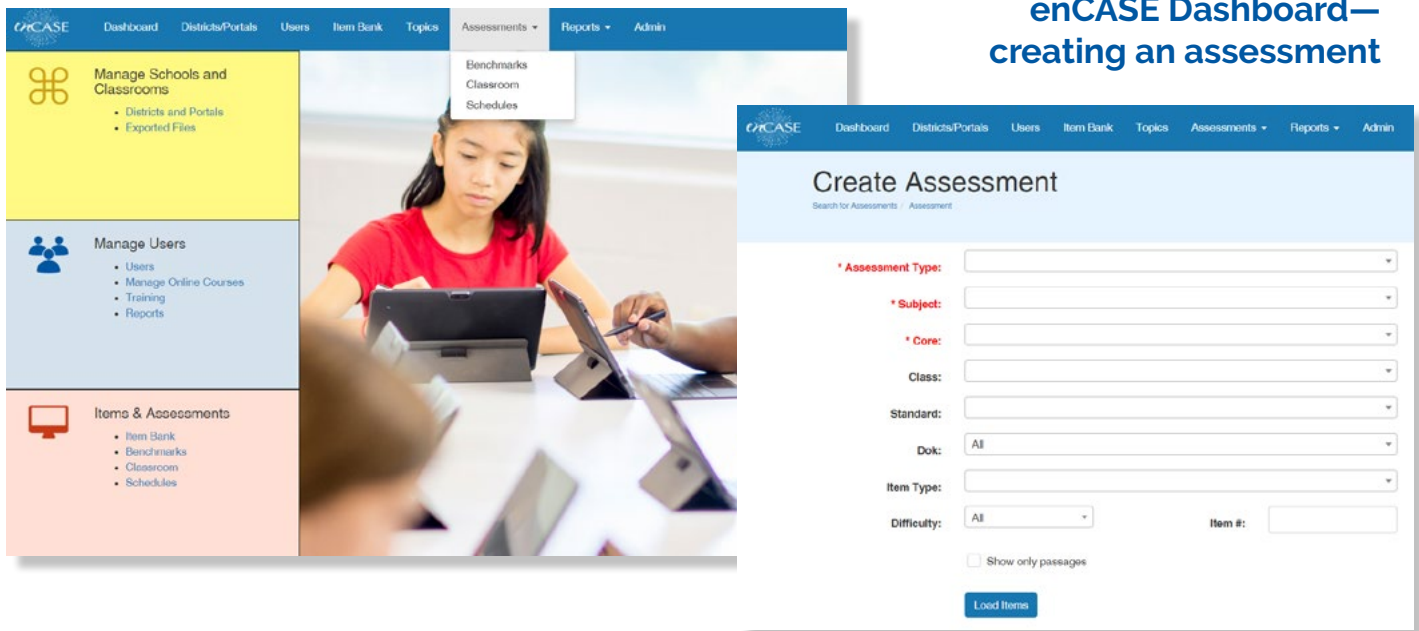 enCASE Dashboard—
creating an assessment
enCASE Dashboard Districts/Portals Users Item Bank Topics Assessments Reports Admin
Benchmarks
Classroom
Schedules
Manage Schools and
Classrooms
• Districts and Portals
• Exported Files
Manage Users
• Users
• Manage Online Courses
• Training
• Reports
Items & Assessments
• Item Bank
• Benchmarks
• Classroom
• Schedules
enCASE Dashboard Districts/Portals Users Item Bank Topics Assessments Reports Admin
Create Assessment
Search for Assessments / Assessment
* Assessment Type:
* Subject:
* Core:
Class:
Standard:
Dok: All
Item Type:
Difficulty: All Item #:
Show only passages
Load Items